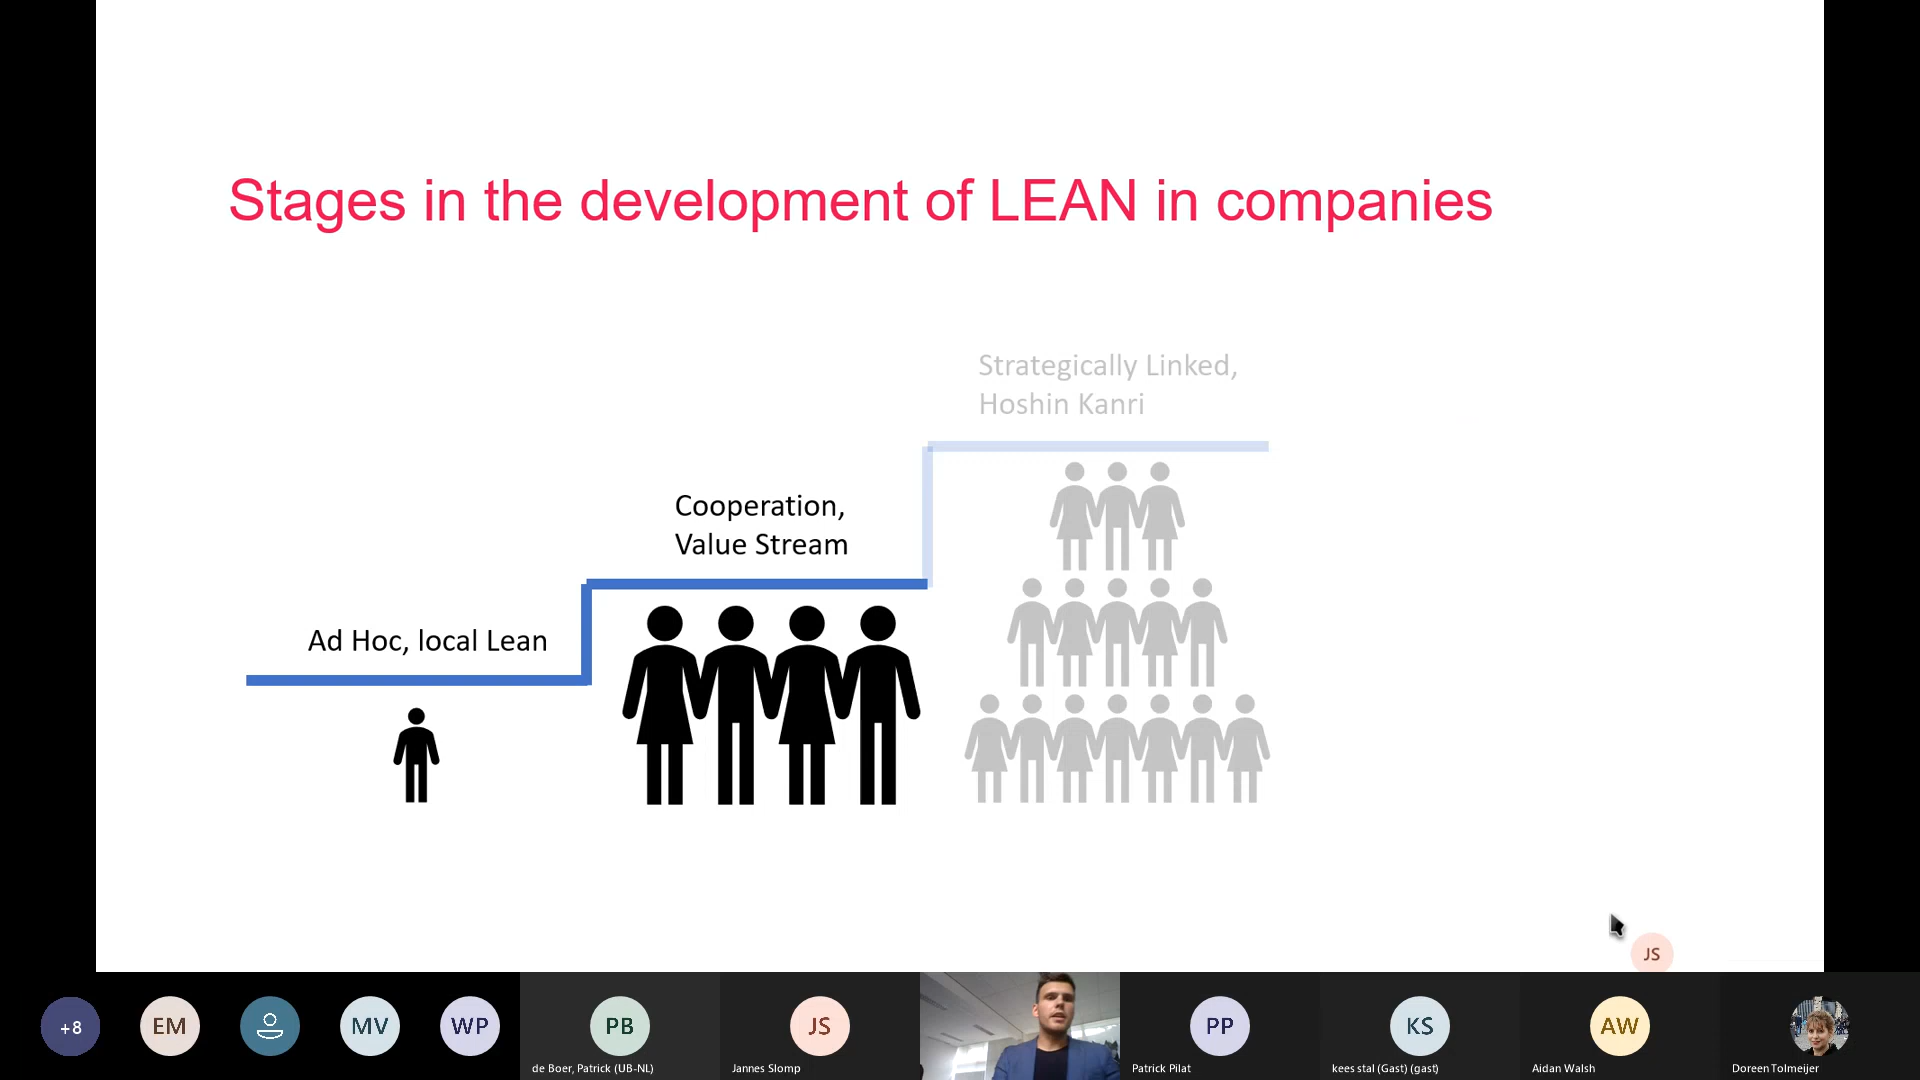 Stages in the development of LEAN in companies
Strategically Linked,
Hoshin Kanri
Cooperation,
Value Stream
Ad Hoc, local Lean
JS
+8
EM
MV
WP
PB
JS
PP
KS
AW
de Boer, Patrick (UB-NL)
Jannes Slomp
Patrick Pilat
kees stal (Gast) (gast)
Aidan Walsh
Doreen Tolmeijer